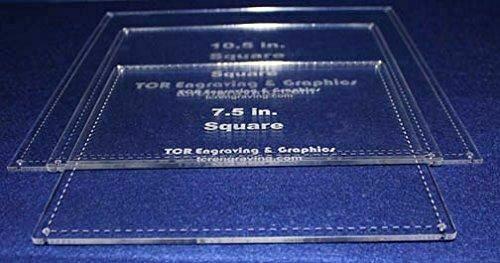 10.5 in.
Square
Square
TOR Engraving & Graphics
TOR Engraving & Graphics
7.5 in.
Square
TOR Engraving & Graphics
tcrengraving.com